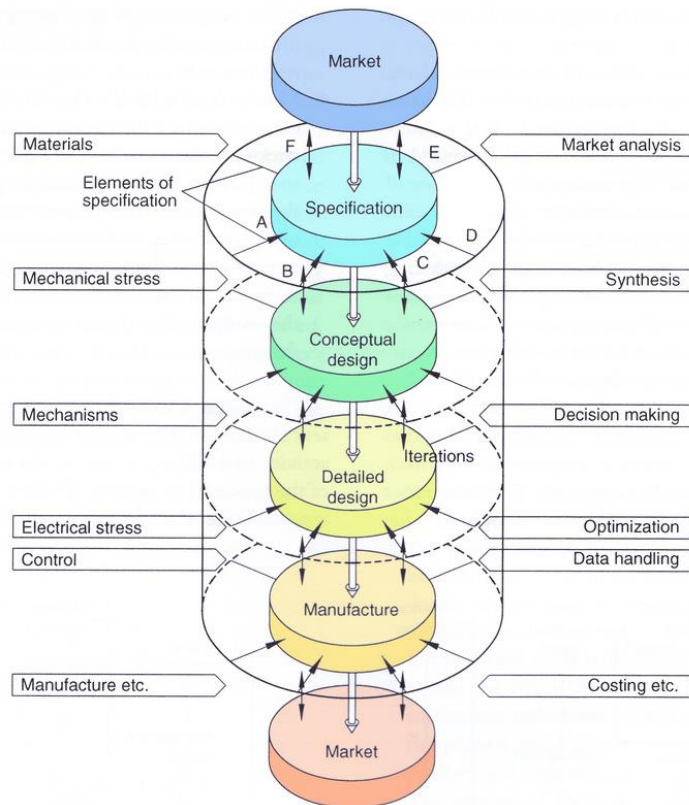 Market
Materials
F
E
Market analysis
Elements of
specification
A
Specification
D
B
C
Mechanical stress
Synthesis
Conceptual
design
Mechanisms
Decision making
Iterations
Detailed
design
Electrical stress
Optimization
Control
Data handling
Manufacture
Manufacture etc.
Costing etc.
Market